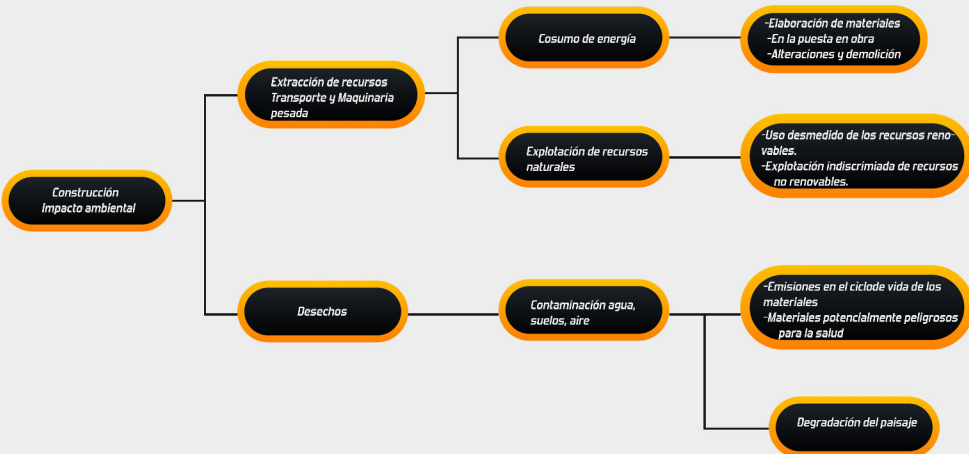 Construcción
Impacto ambiental
Extracción de recursos
Transporte y Maquinaria
pesada
Cosumo de energía
-Elaboración de materiales
-En la puesta en obra
-Alteraciones y demolición
Explotación de recursos
naturales
-Uso desmedido de los recursos reno-
vables.
-Explotación indiscrimiada de recursos
no renovables.
Desechos
Contaminación agua,
suelos, aire
-Emisiones en el ciclode vida de los
materiales
-Materiales potencialmente peligrosos
para la salud
Degradación del paisaje